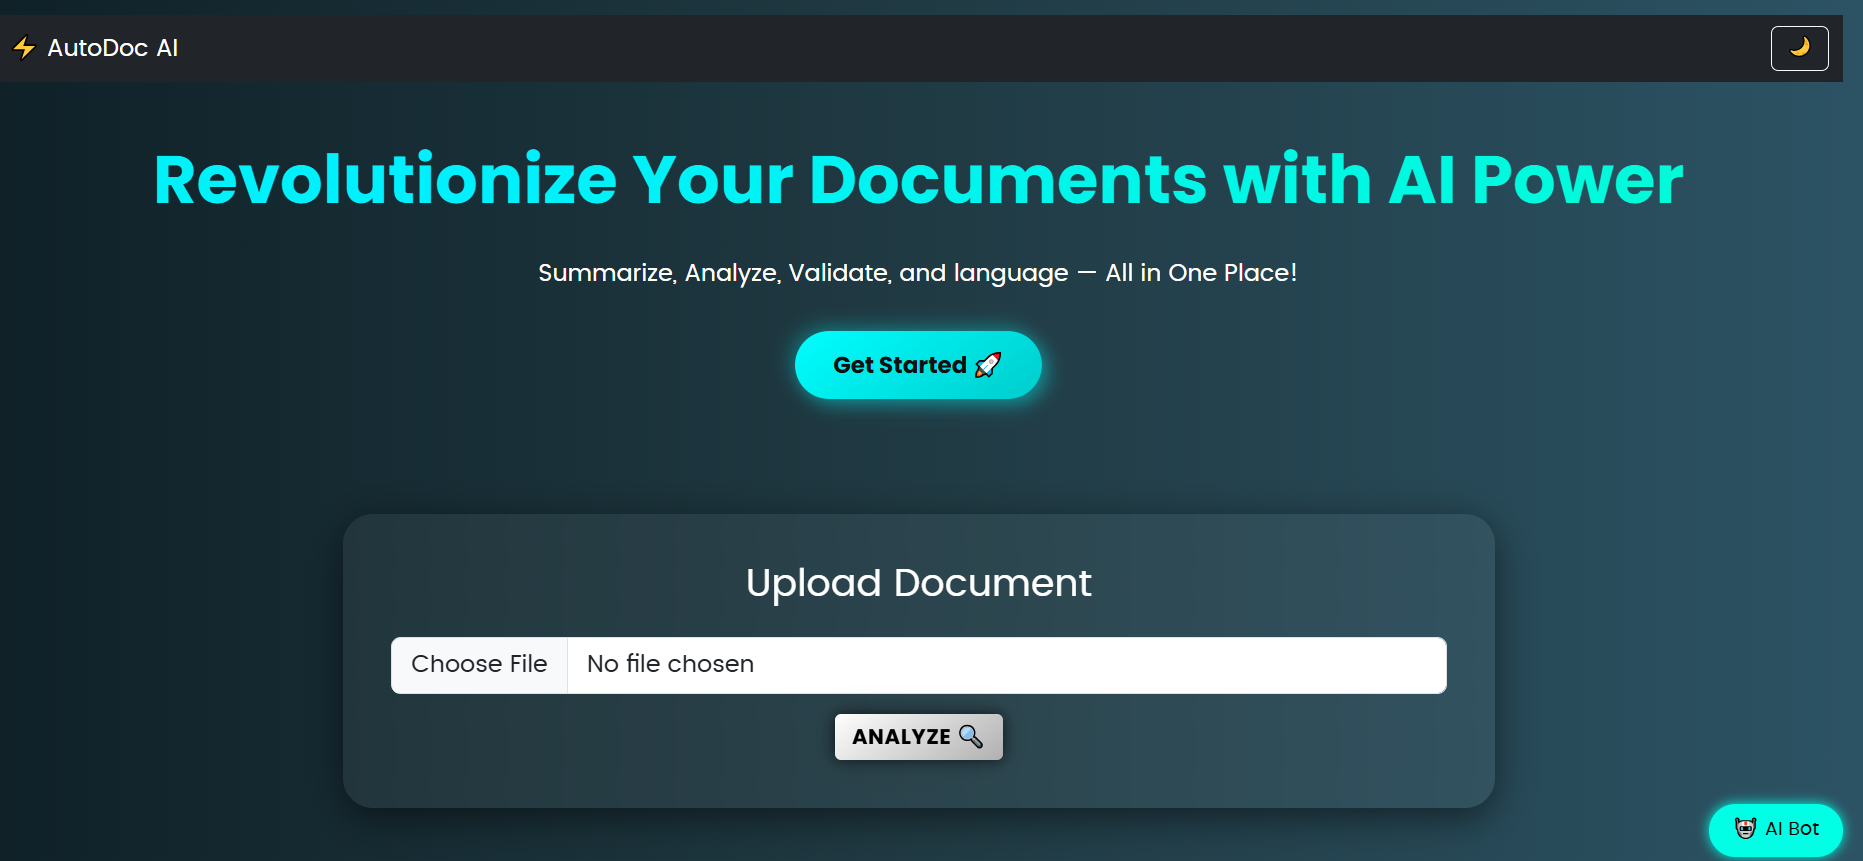 AutoDoc AI
Revolutionize Your Documents with AI Power
Summarize, Analyze, Validate, and language — All in One Place!
Get Started
Upload Document
Choose File No file chosen
ANALYZE
AI Bot